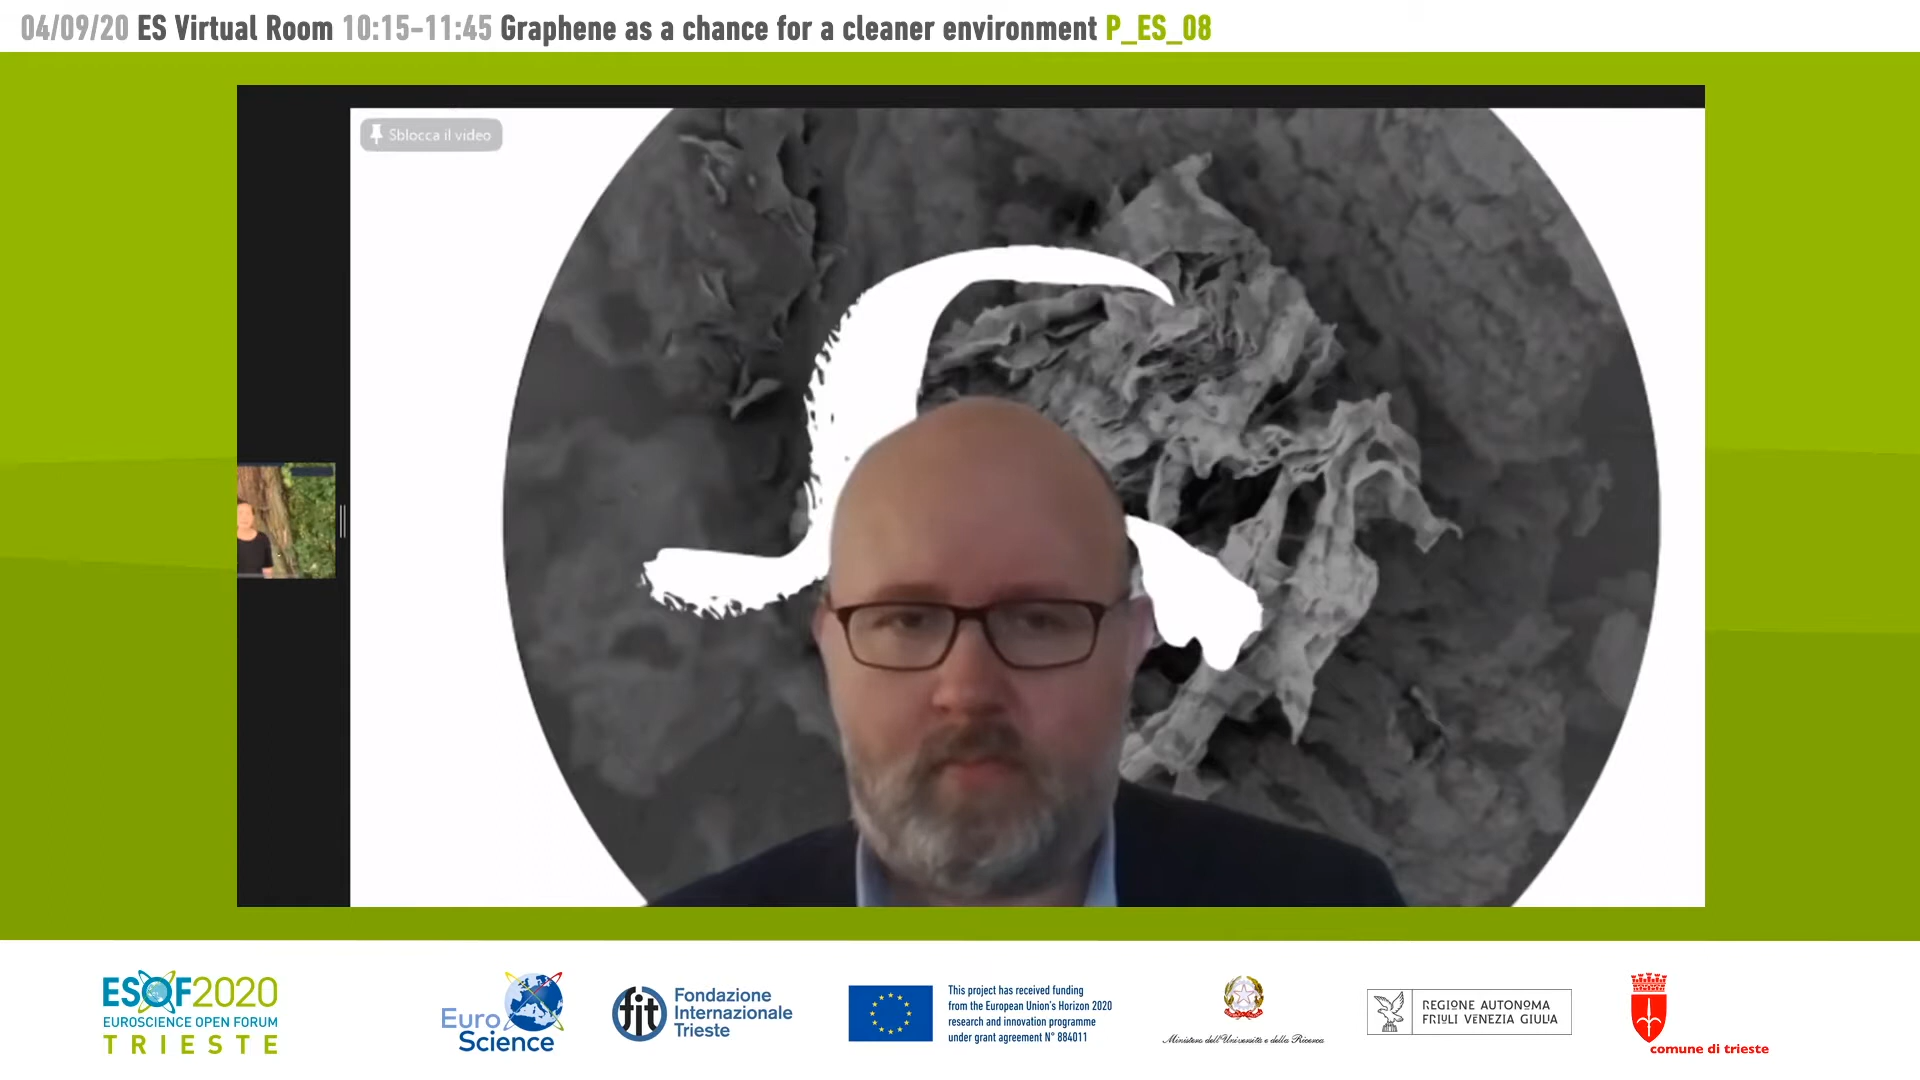 04/09/20 ES Virtual Room 10:15-11:45 Graphene as a chance for a cleaner environment P_ES_08
Sblocca il video
ESOF2020
EUROSCIENCE OPEN FORUM
TRIESTE
Euro
Science
fit
Fondazione
Internazionale
Trieste
This project has received funding
from the European Union's Horizon 2020
research and innovation programme
under grant agreement N° 884011
Ministero dell'Università e della Ricerca
REGIONE AUTONOMA
FRIULI VENEZIA GIULIA
comune di trieste